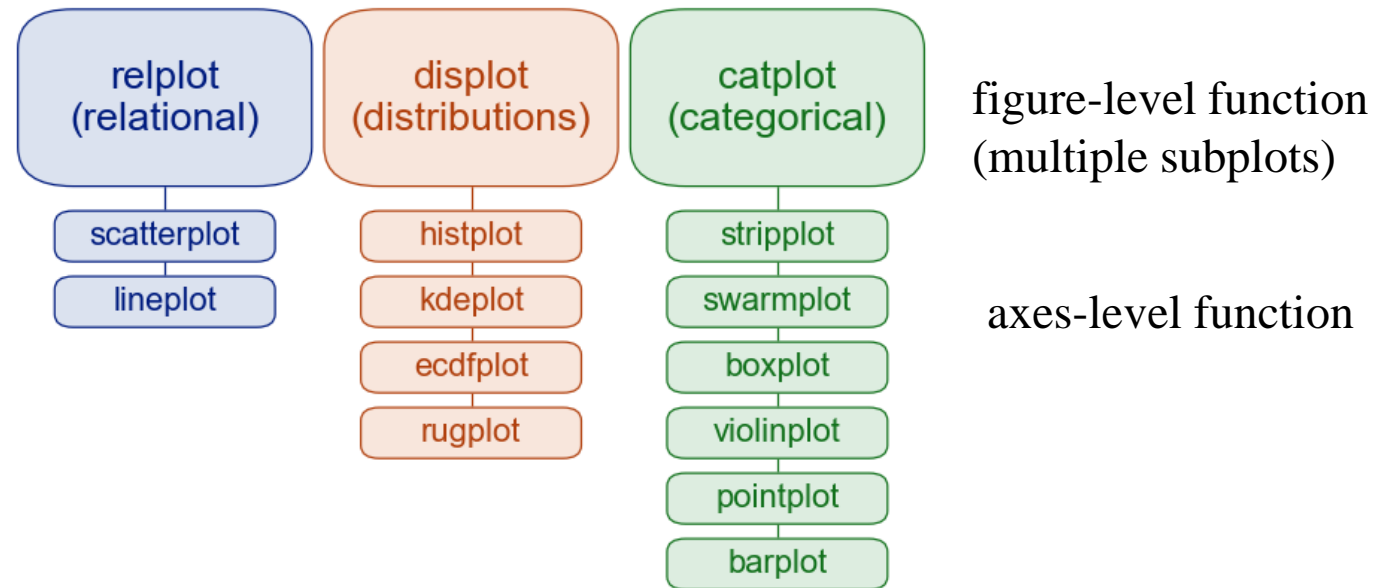 relplot
(relational)
scatterplot
lineplot
displot
(distributions)
histplot
kdeplot
ecdfplot
rugplot
catplot
(categorical)
stripplot
swarmplot
boxplot
violinplot
pointplot
barplot
figure-level function
(multiple subplots)
axes-level function